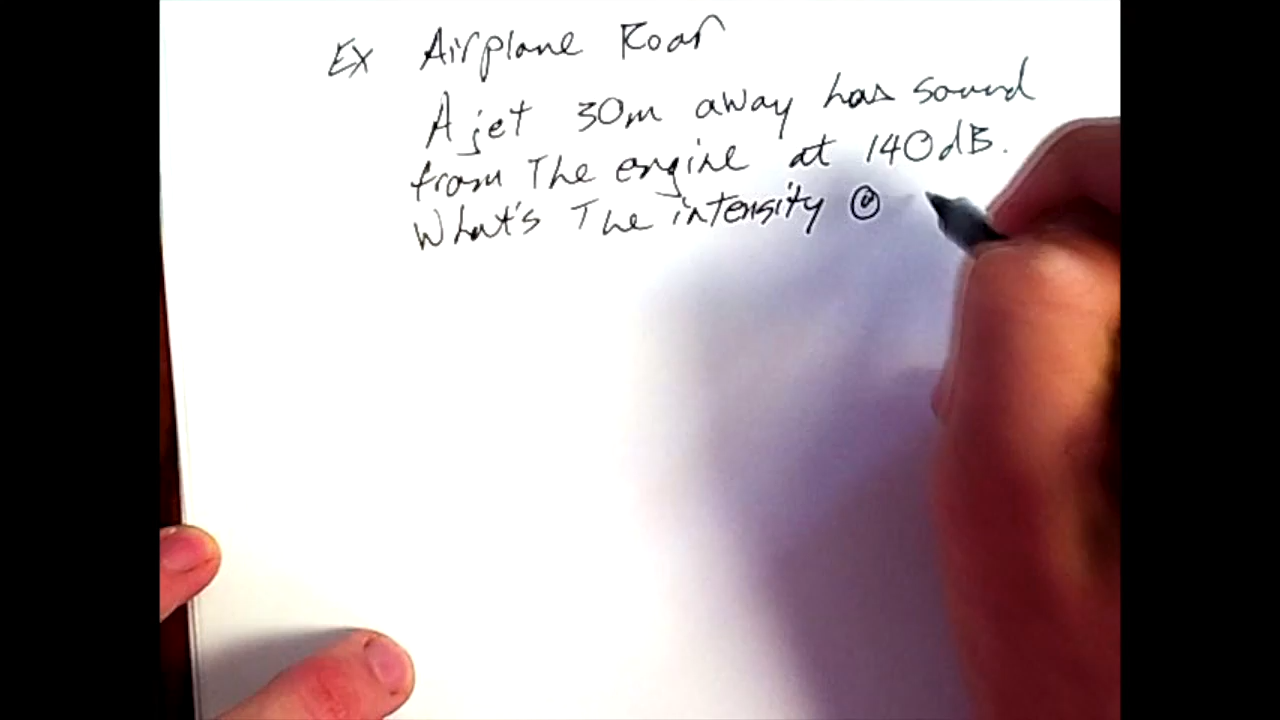 Ex Airplane Roar
A jet 30m away has sound
from The engine at 140dB.
What's The intensity @